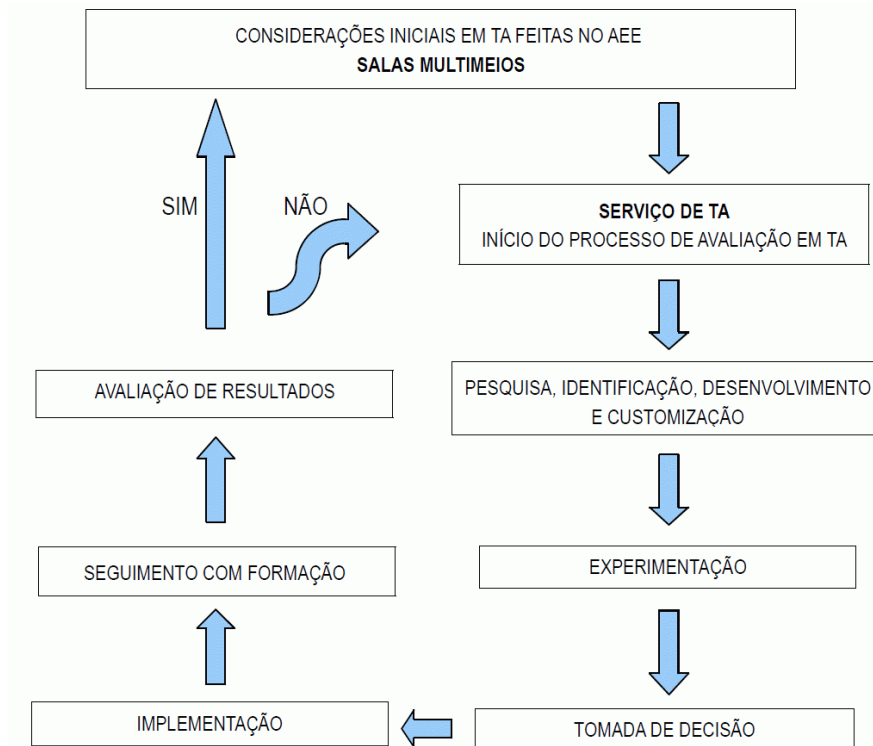 CONSIDERAÇÕES INICIAIS EM TA FEITAS NO AEE
SALAS MULTIMEIOS
SIM
NÃO
SERVIÇO DE TA
INÍCIO DO PROCESSO DE AVALIAÇÃO EM TA
AVALIAÇÃO DE RESULTADOS
PESQUISA, IDENTIFICAÇÃO, DESENVOLVIMENTO
E CUSTOMIZAÇÃO
SEGUIMENTO COM FORMAÇÃO
EXPERIMENTAÇÃO
IMPLEMENTAÇÃO
TOMADA DE DECISÃO